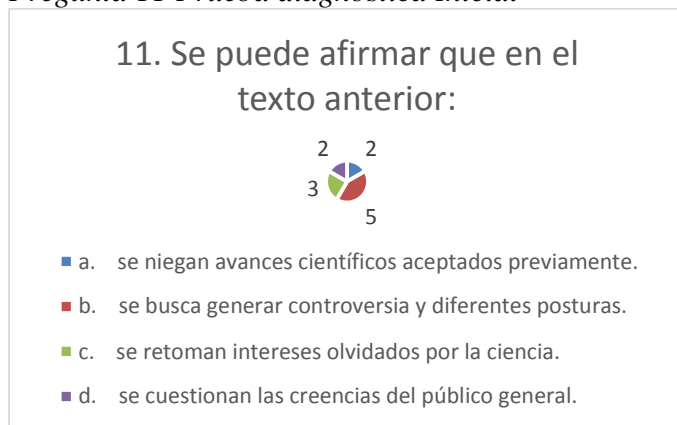 Pregunta 11 Prueba diagnóstica Inicial
11. Se puede afirmar que en el
texto anterior:
2 2
3
5
a. se niegan avances científicos aceptados previamente.
b. se busca generar controversia y diferentes posturas.
c. se retoman intereses olvidados por la ciencia.
d. se cuestionan las creencias del público general.